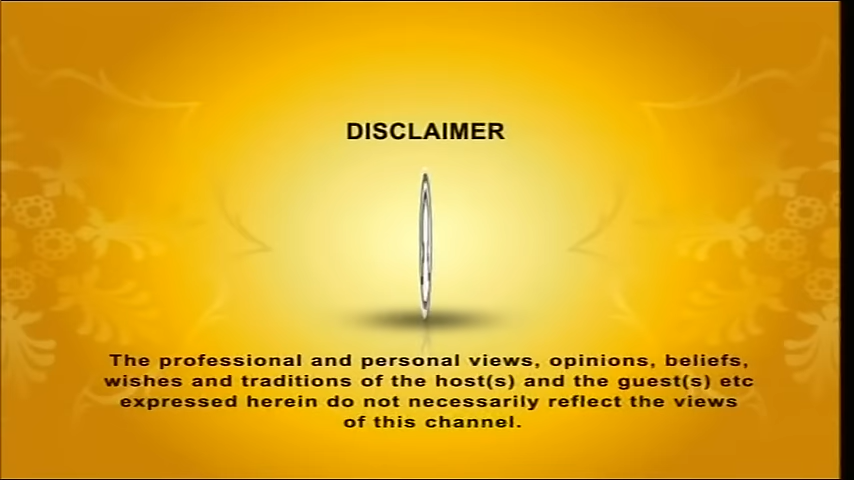 DISCLAIMER
The professional and personal views, opinions, beliefs,
wishes and traditions of the host(s) and the guest(s) etc
expressed herein do not necessarily reflect the views
of this channel.